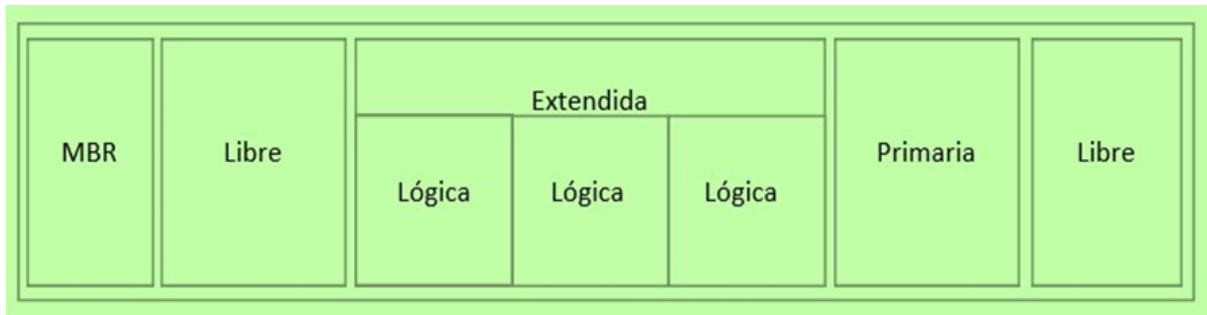 MBR
Libre
Extendida
Lógica
Lógica
Lógica
Primaria
Libre